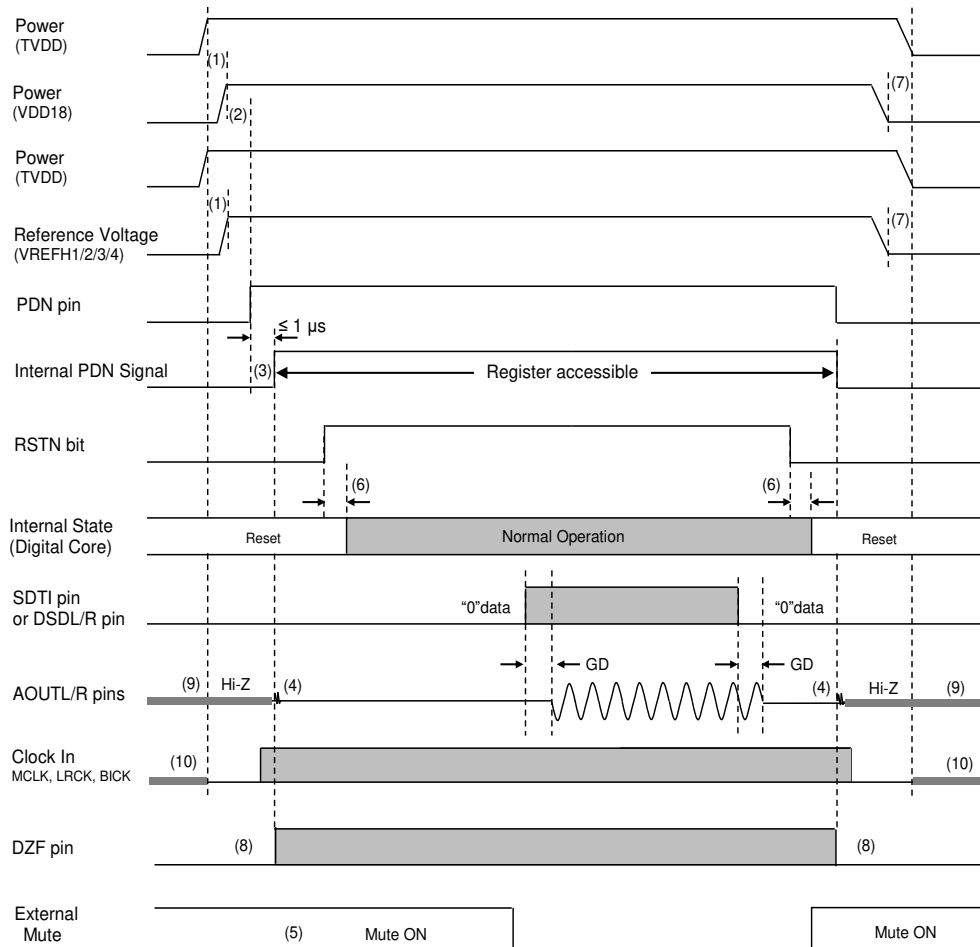 Power
(TVDD)
(1)
(7)
Power
(VDD18)
(2)
Power
(TVDD)
(1)
(7)
Reference Voltage
(VREFH1/2/3/4)
PDN pin
≤ 1 µs
Internal PDN Signal
(3)
Register accessible
RSTN bit
(6)
(6)
Internal State
(Digital Core)
Reset
Normal Operation
Reset
SDTI pin
or DSDL/R pin
“0”data
“0”data
GD
GD
AOUTL/R pins
(9)
Hi-Z
(4)
(4)
Hi-Z
(9)
Clock In
MCLK, LRCK, BICK
(10)
(10)
DZF pin
(8)
(8)
External
Mute
(5)
Mute ON
Mute ON